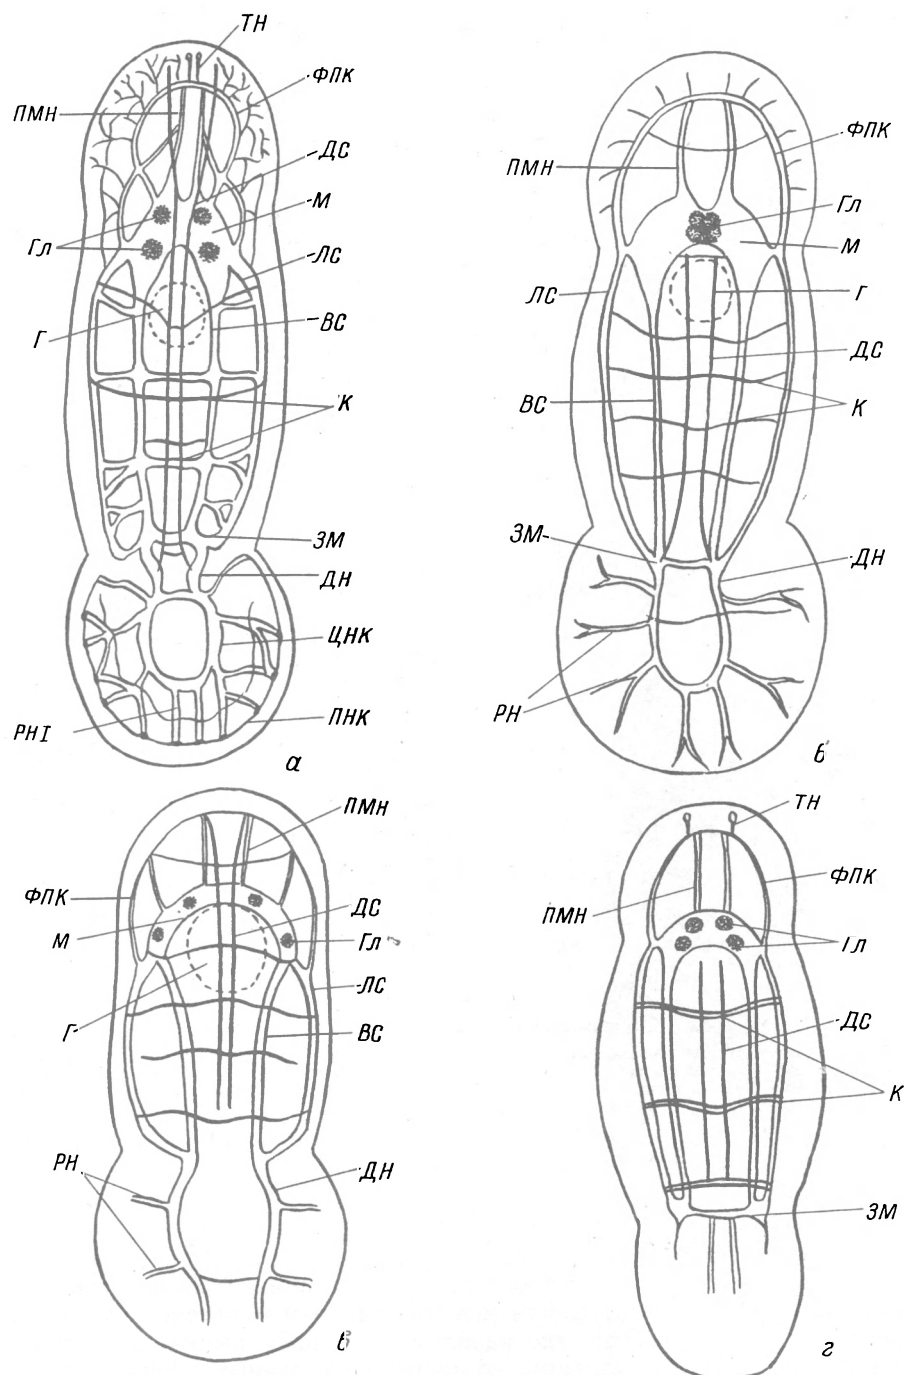 ТН
ФПК
ПМН
ДС
М
Гл
ЛС
Г
ВС
К
ЗМ
ДН
ЦНК
РНI
ПНК
а
ФПК
ПМН
Гл
М
ЛС
Г
ДС
ВС
К
ЗМ
ДН
РН
б
ПМН
ФПК
ДС
М
Гл
ЛС
Г
ВС
РН
ДН
в
ТН
ФПК
ПМН
Гл
ДС
К
ЗМ
г